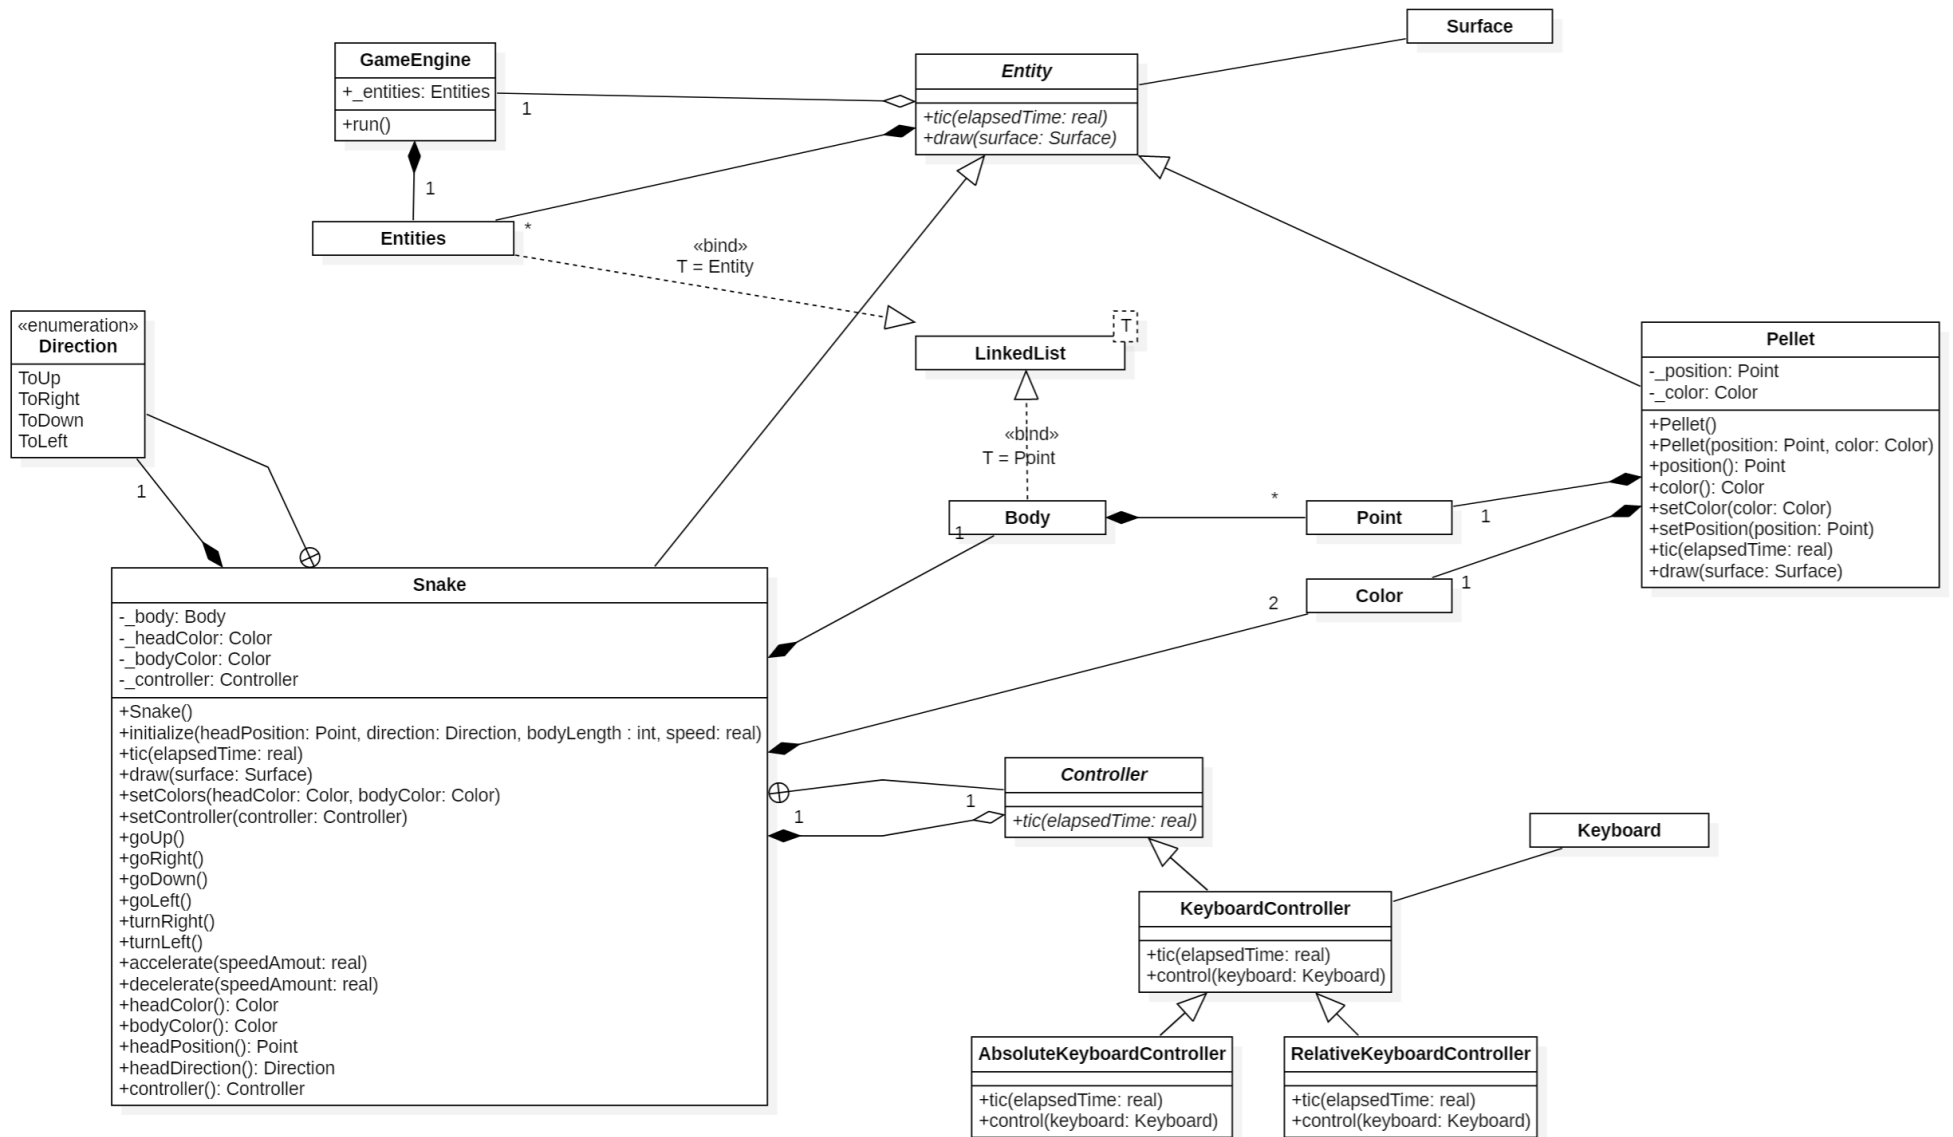 Surface
GameEngine
+_entities: Entities
+run()
1
Entity
+tic(elapsedTime: real)
+draw(surface: Surface)
1
Entities
*
«bind»
T = Entity
«enumeration»
Direction
ToUp
ToRight
ToDown
ToLeft
1
T
LinkedList
«bind»
T = Point
Pellet
-_position: Point
-_color: Color
+Pellet()
+Pellet(position: Point, color: Color)
+position(): Point
+color(): Color
+setColor(color: Color)
+setPosition(position: Point)
+tic(elapsedTime: real)
+draw(surface: Surface)
Body
1
*
Point
1
Color
1
2
Snake
-_body: Body
-_headColor: Color
-_bodyColor: Color
-_controller: Controller
+Snake()
+initialize(headPosition: Point, direction: Direction, bodyLength : int, speed: real)
+tic(elapsedTime: real)
+draw(surface: Surface)
+setColors(headColor: Color, bodyColor: Color)
+setController(controller: Controller)
+goUp()
+goRight()
+goDown()
+goLeft()
+turnRight()
+turnLeft()
+accelerate(speedAmout: real)
+decelerate(speedAmount: real)
+headColor(): Color
+bodyColor(): Color
+headPosition(): Point
+headDirection(): Direction
+controller(): Controller
1
1
Controller
+tic(elapsedTime: real)
Keyboard
KeyboardController
+tic(elapsedTime: real)
+control(keyboard: Keyboard)
AbsoluteKeyboardController
+tic(elapsedTime: real)
+control(keyboard: Keyboard)
RelativeKeyboardController
+tic(elapsedTime: real)
+control(keyboard: Keyboard)